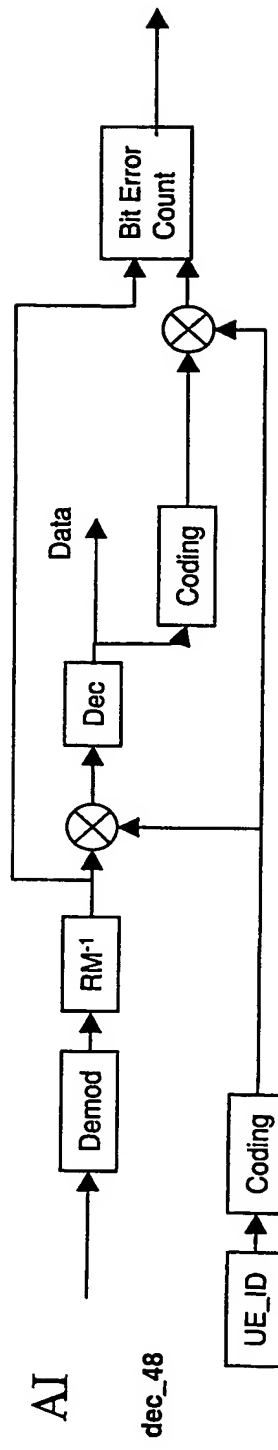 AI
dec_48
Demod
RM⁻¹
Dec
Data
Coding
Bit Error
Count
UE_ID
Coding